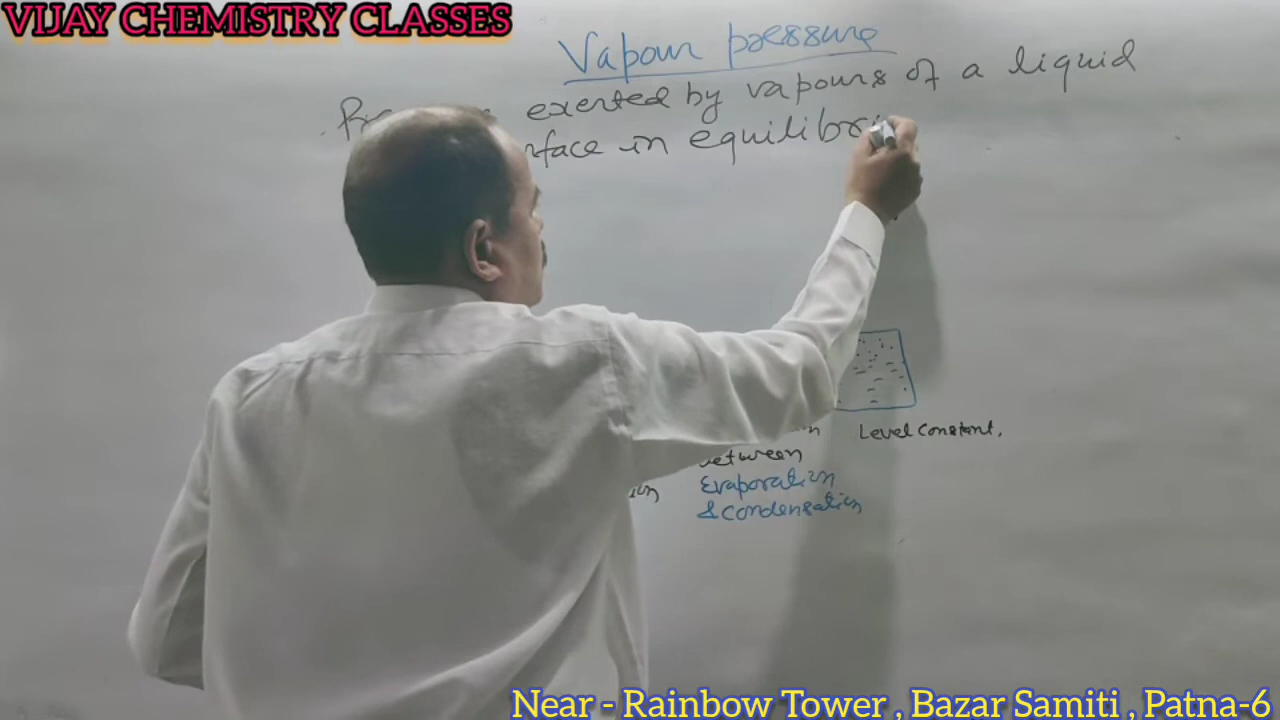 VIJAY CHEMISTRY CLASSES
Vapour pressure
exerted by vapours of a liquid
in equilibri
Level Constant,
between
Evaporation
& Condensation
Near - Rainbow Tower , Bazar Samiti , Patna-6